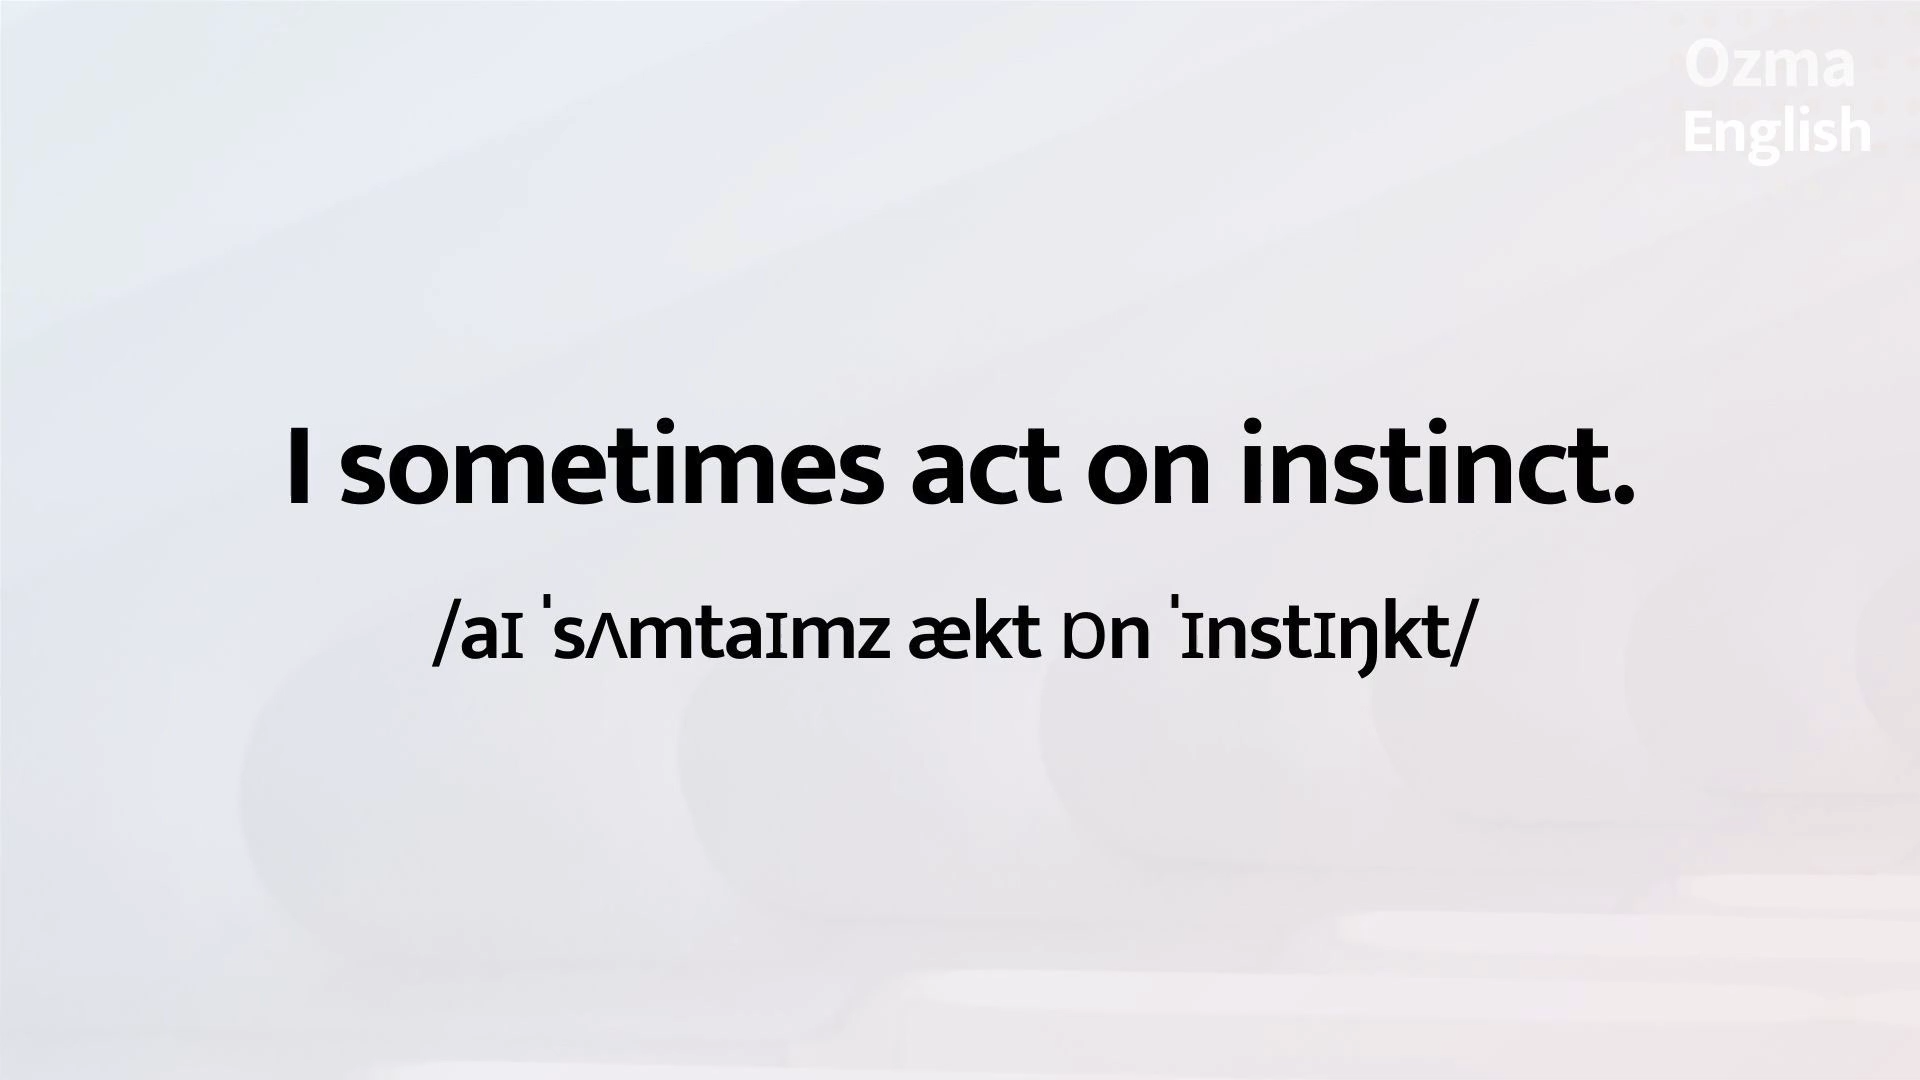 Ozma
English
I sometimes act on instinct.
/aɪ ˈsʌmtaɪmz ækt ɒn ˈɪnstɪŋkt/